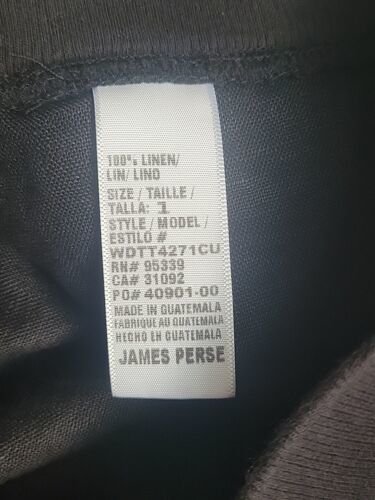 100% LINEN/
LIN/ LINO
SIZE / TAILLE /
TALLA: 1
STYLE / MODEL /
ESTILO #
WDTT4271CU
RN# 95339
CA# 31092
PO# 40901-00
MADE IN GUATEMALA
FABRIQUE AU GUATEMALA
HECHO EN GUATEMALA
JAMES PERSE